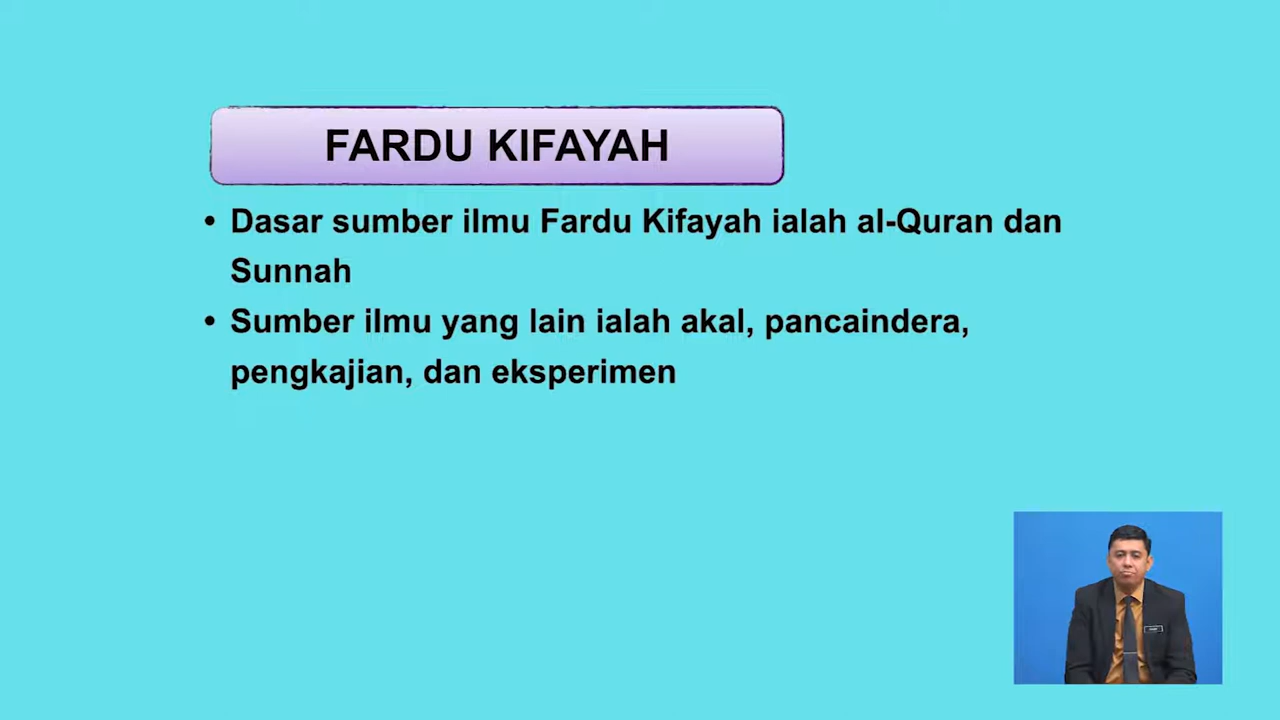 FARDU KIFAYAH
• Dasar sumber ilmu Fardu Kifayah ialah al-Quran dan
Sunnah
• Sumber ilmu yang lain ialah akal, pancaindera,
pengkajian, dan eksperimen